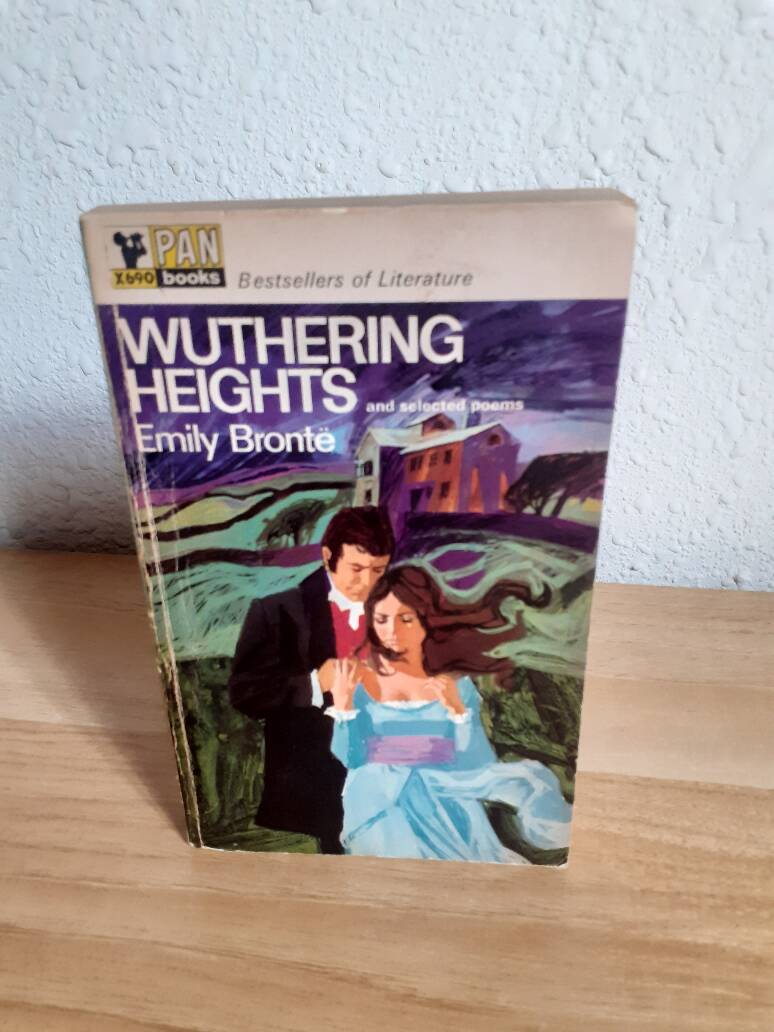 PAN
X690 books
Bestsellers of Literature
WUTHERING
HEIGHTS and selected poems
Emily Brontë